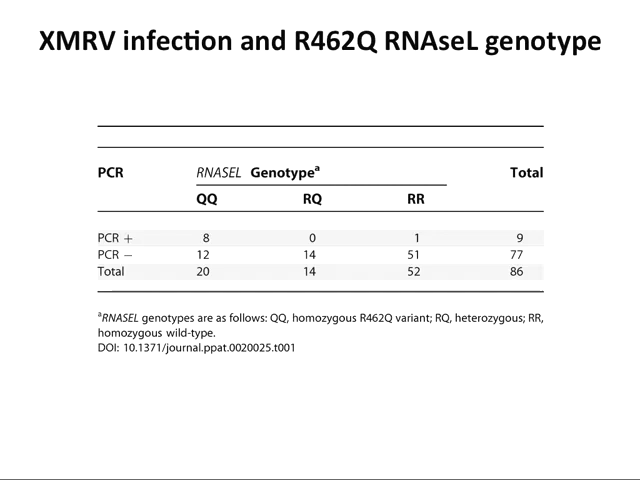 XMRV infection and R462Q RNAseL genotype
PCR RNASEL Genotypeª Total
QQ RQ RR
PCR + 8 0 1 9
PCR − 12 14 51 77
Total 20 14 52 86
ªRNASEL genotypes are as follows: QQ, homozygous R462Q variant; RQ, heterozygous; RR,
homozygous wild-type.
DOI: 10.1371/journal.ppat.0020025.t001